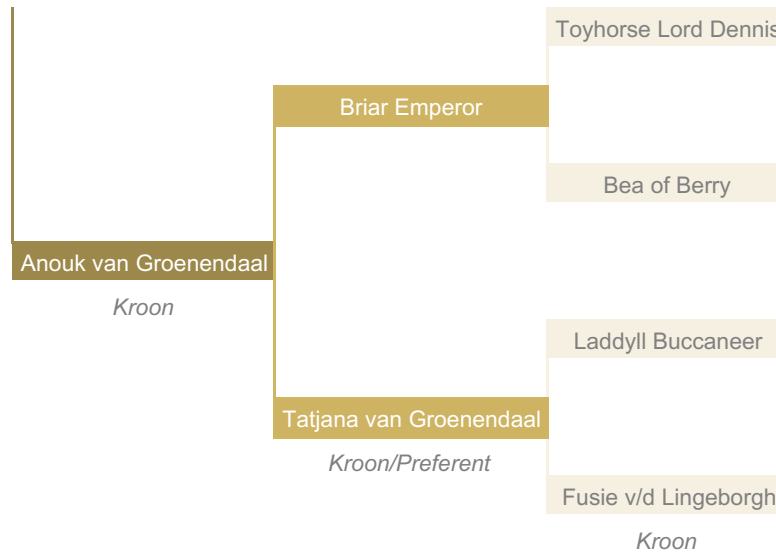 Toyhorse Lord Dennis
Briar Emperor
Bea of Berry
Anouk van Groenendaal
Kroon
Laddyll Buccaneer
Tatjana van Groenendaal
Kroon/Preferent
Fusie v/d Lingeborgh
Kroon